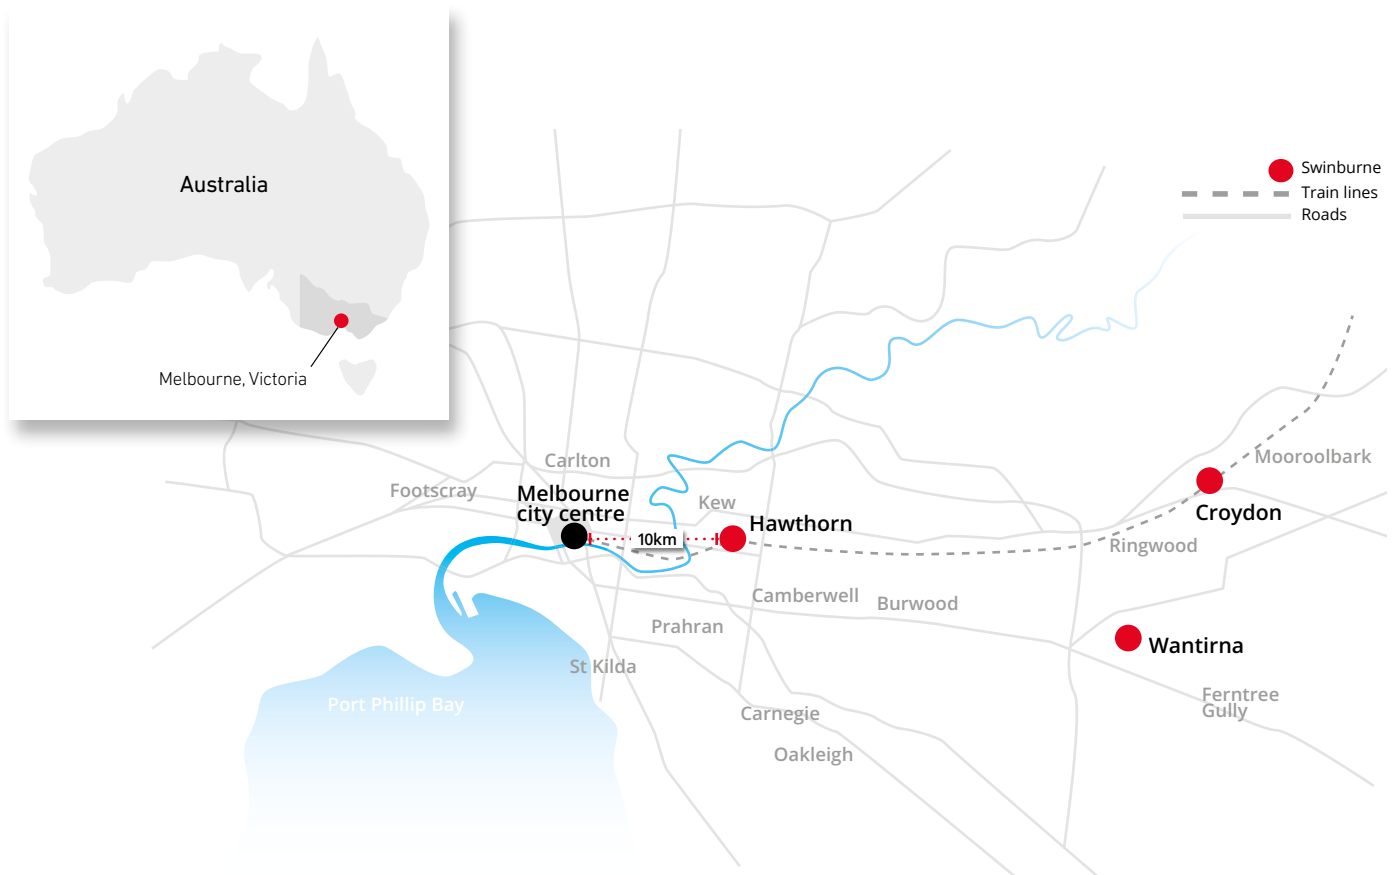 Australia
Melbourne, Victoria
Swinburne
Train lines
Roads
Carlton
Footscray
Melbourne
city centre
Kew
Hawthorn
10km
Mooroolbark
Croydon
Ringwood
Camberwell
Burwood
Prahran
Wantirna
St Kilda
Port Phillip Bay
Ferntree
Gully
Carnegie
Oakleigh